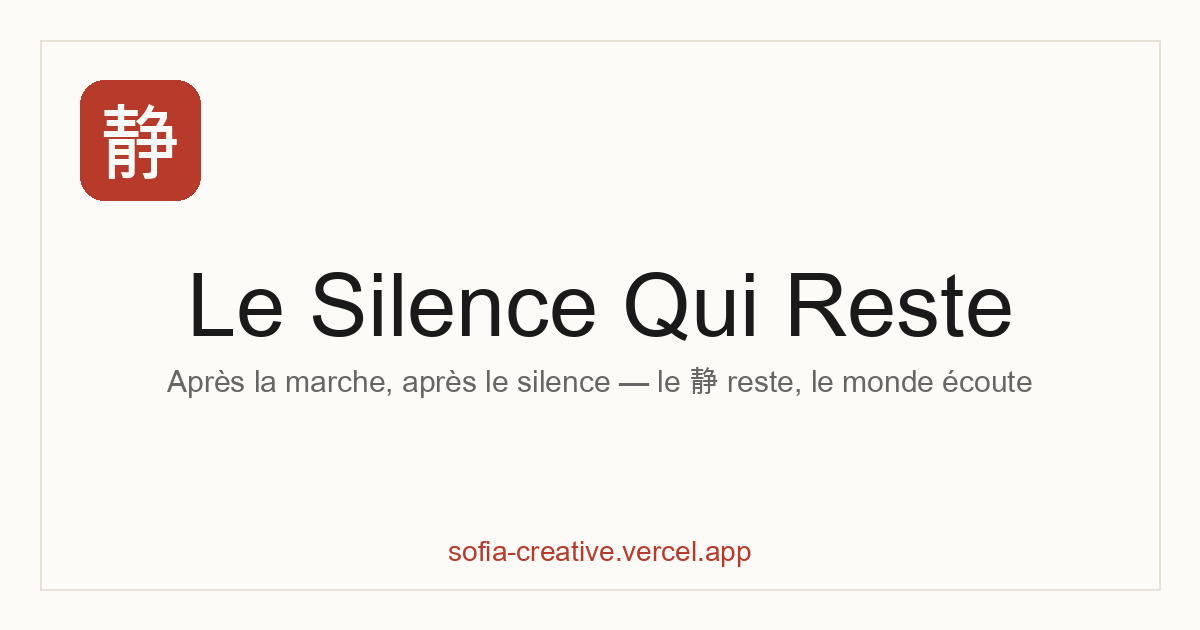 静
Le Silence Qui Reste
Après la marche, après le silence — le 静 reste, le monde écoute
sofia-creative.vercel.app